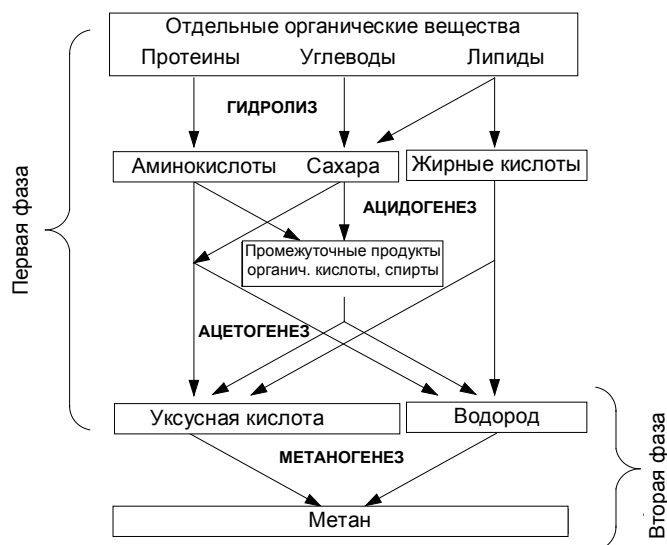 Отдельные органические вещества
Протеины Углеводы Липиды
ГИДРОЛИЗ
Аминокислоты Сахара
Жирные кислоты
АЦИДОГЕНЕЗ
Промежуточные продукты
органич. кислоты, спирты
АЦЕТОГЕНЕЗ
Уксусная кислота
Водород
МЕТАНОГЕНЕЗ
Метан
Первая фаза
Вторая фаза